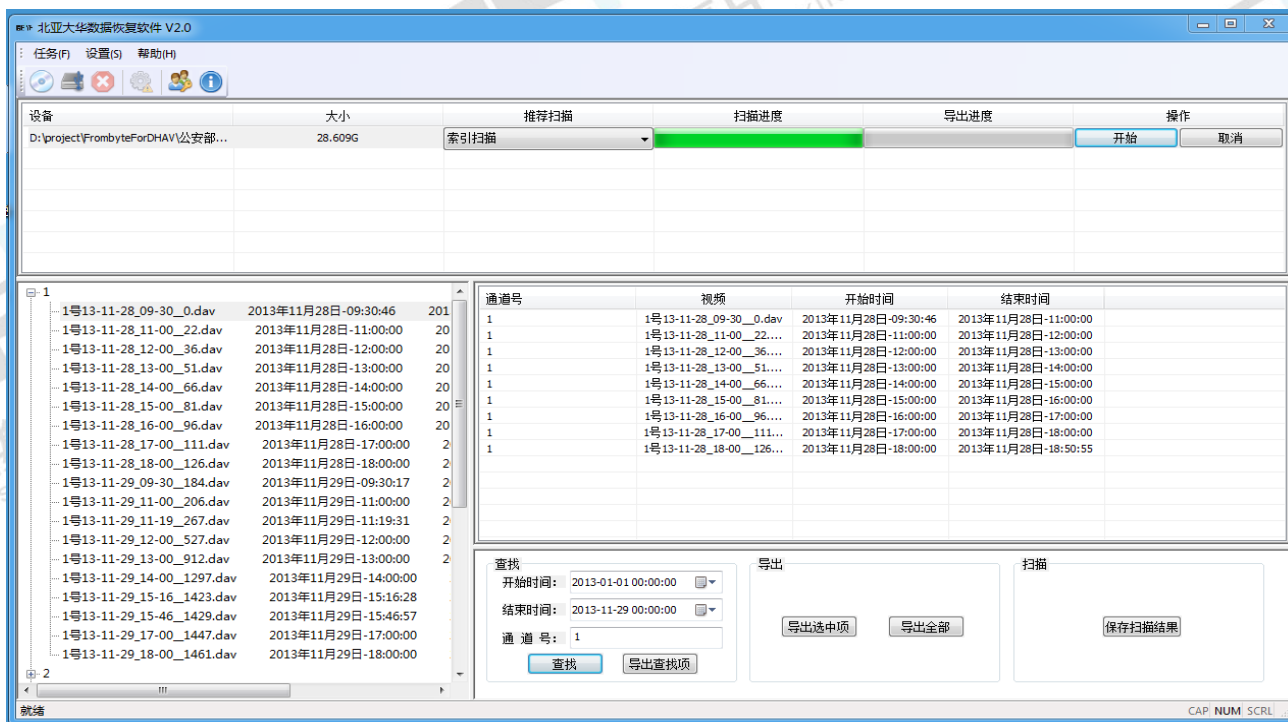 北亚大华数据恢复软件 V2.0
任务(F) 设置(S) 帮助(H)
设备 大小 推荐扫描 扫描进度 导出进度 操作
D:\project\FrombyteForDHAV\公安部... 28.609G 索引扫描 开始 取消
1
1号13-11-28_09-30__0.dav 2013年11月28日-09:30:46 201
1号13-11-28_11-00__22.dav 2013年11月28日-11:00:00 20
1号13-11-28_12-00__36.dav 2013年11月28日-12:00:00 20
1号13-11-28_13-00__51.dav 2013年11月28日-13:00:00 20
1号13-11-28_14-00__66.dav 2013年11月28日-14:00:00 20
1号13-11-28_15-00__81.dav 2013年11月28日-15:00:00 20
1号13-11-28_16-00__96.dav 2013年11月28日-16:00:00 20
1号13-11-28_17-00__111.dav 2013年11月28日-17:00:00 2
1号13-11-28_18-00__126.dav 2013年11月28日-18:00:00 2
1号13-11-29_09-30__184.dav 2013年11月29日-09:30:17 2
1号13-11-29_11-00__206.dav 2013年11月29日-11:00:00 2
1号13-11-29_11-19__267.dav 2013年11月29日-11:19:31 2
1号13-11-29_12-00__527.dav 2013年11月29日-12:00:00 2
1号13-11-29_13-00__912.dav 2013年11月29日-13:00:00 2
1号13-11-29_14-00__1297.dav 2013年11月29日-14:00:00
1号13-11-29_15-16__1423.dav 2013年11月29日-15:16:28
1号13-11-29_15-46__1429.dav 2013年11月29日-15:46:57
1号13-11-29_17-00__1447.dav 2013年11月29日-17:00:00
1号13-11-29_18-00__1461.dav 2013年11月29日-18:00:00
2
通道号 视频 开始时间 结束时间
1 1号13-11-28_09-30__0.dav 2013年11月28日-09:30:46 2013年11月28日-11:00:00
1 1号13-11-28_11-00__22.... 2013年11月28日-11:00:00 2013年11月28日-12:00:00
1 1号13-11-28_12-00__36.... 2013年11月28日-12:00:00 2013年11月28日-13:00:00
1 1号13-11-28_13-00__51.... 2013年11月28日-13:00:00 2013年11月28日-14:00:00
1 1号13-11-28_14-00__66.... 2013年11月28日-14:00:00 2013年11月28日-15:00:00
1 1号13-11-28_15-00__81.... 2013年11月28日-15:00:00 2013年11月28日-16:00:00
1 1号13-11-28_16-00__96.... 2013年11月28日-16:00:00 2013年11月28日-17:00:00
1 1号13-11-28_17-00__111... 2013年11月28日-17:00:00 2013年11月28日-18:00:00
1 1号13-11-28_18-00__126... 2013年11月28日-18:00:00 2013年11月28日-18:50:55
查找 导出 扫描
开始时间: 2013-01-01 00:00:00
结束时间: 2013-11-29 00:00:00
通 道 号: 1
导出选中项 导出全部 保存扫描结果
查找 导出查找项
就绪 CAP NUM SCRL